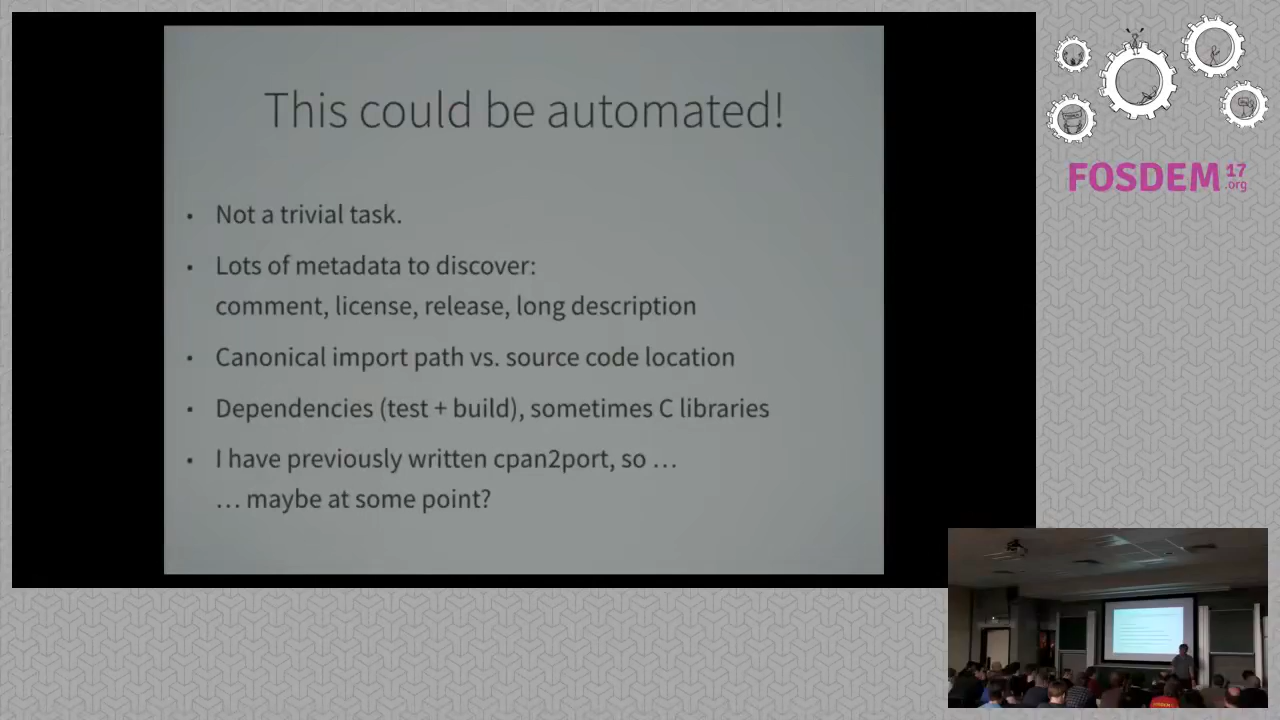 This could be automated!
• Not a trivial task.
• Lots of metadata to discover:
comment, license, release, long description
• Canonical import path vs. source code location
• Dependencies (test + build), sometimes C libraries
• I have previously written cpan2port, so …
… maybe at some point?
FOSDEM 17
.org